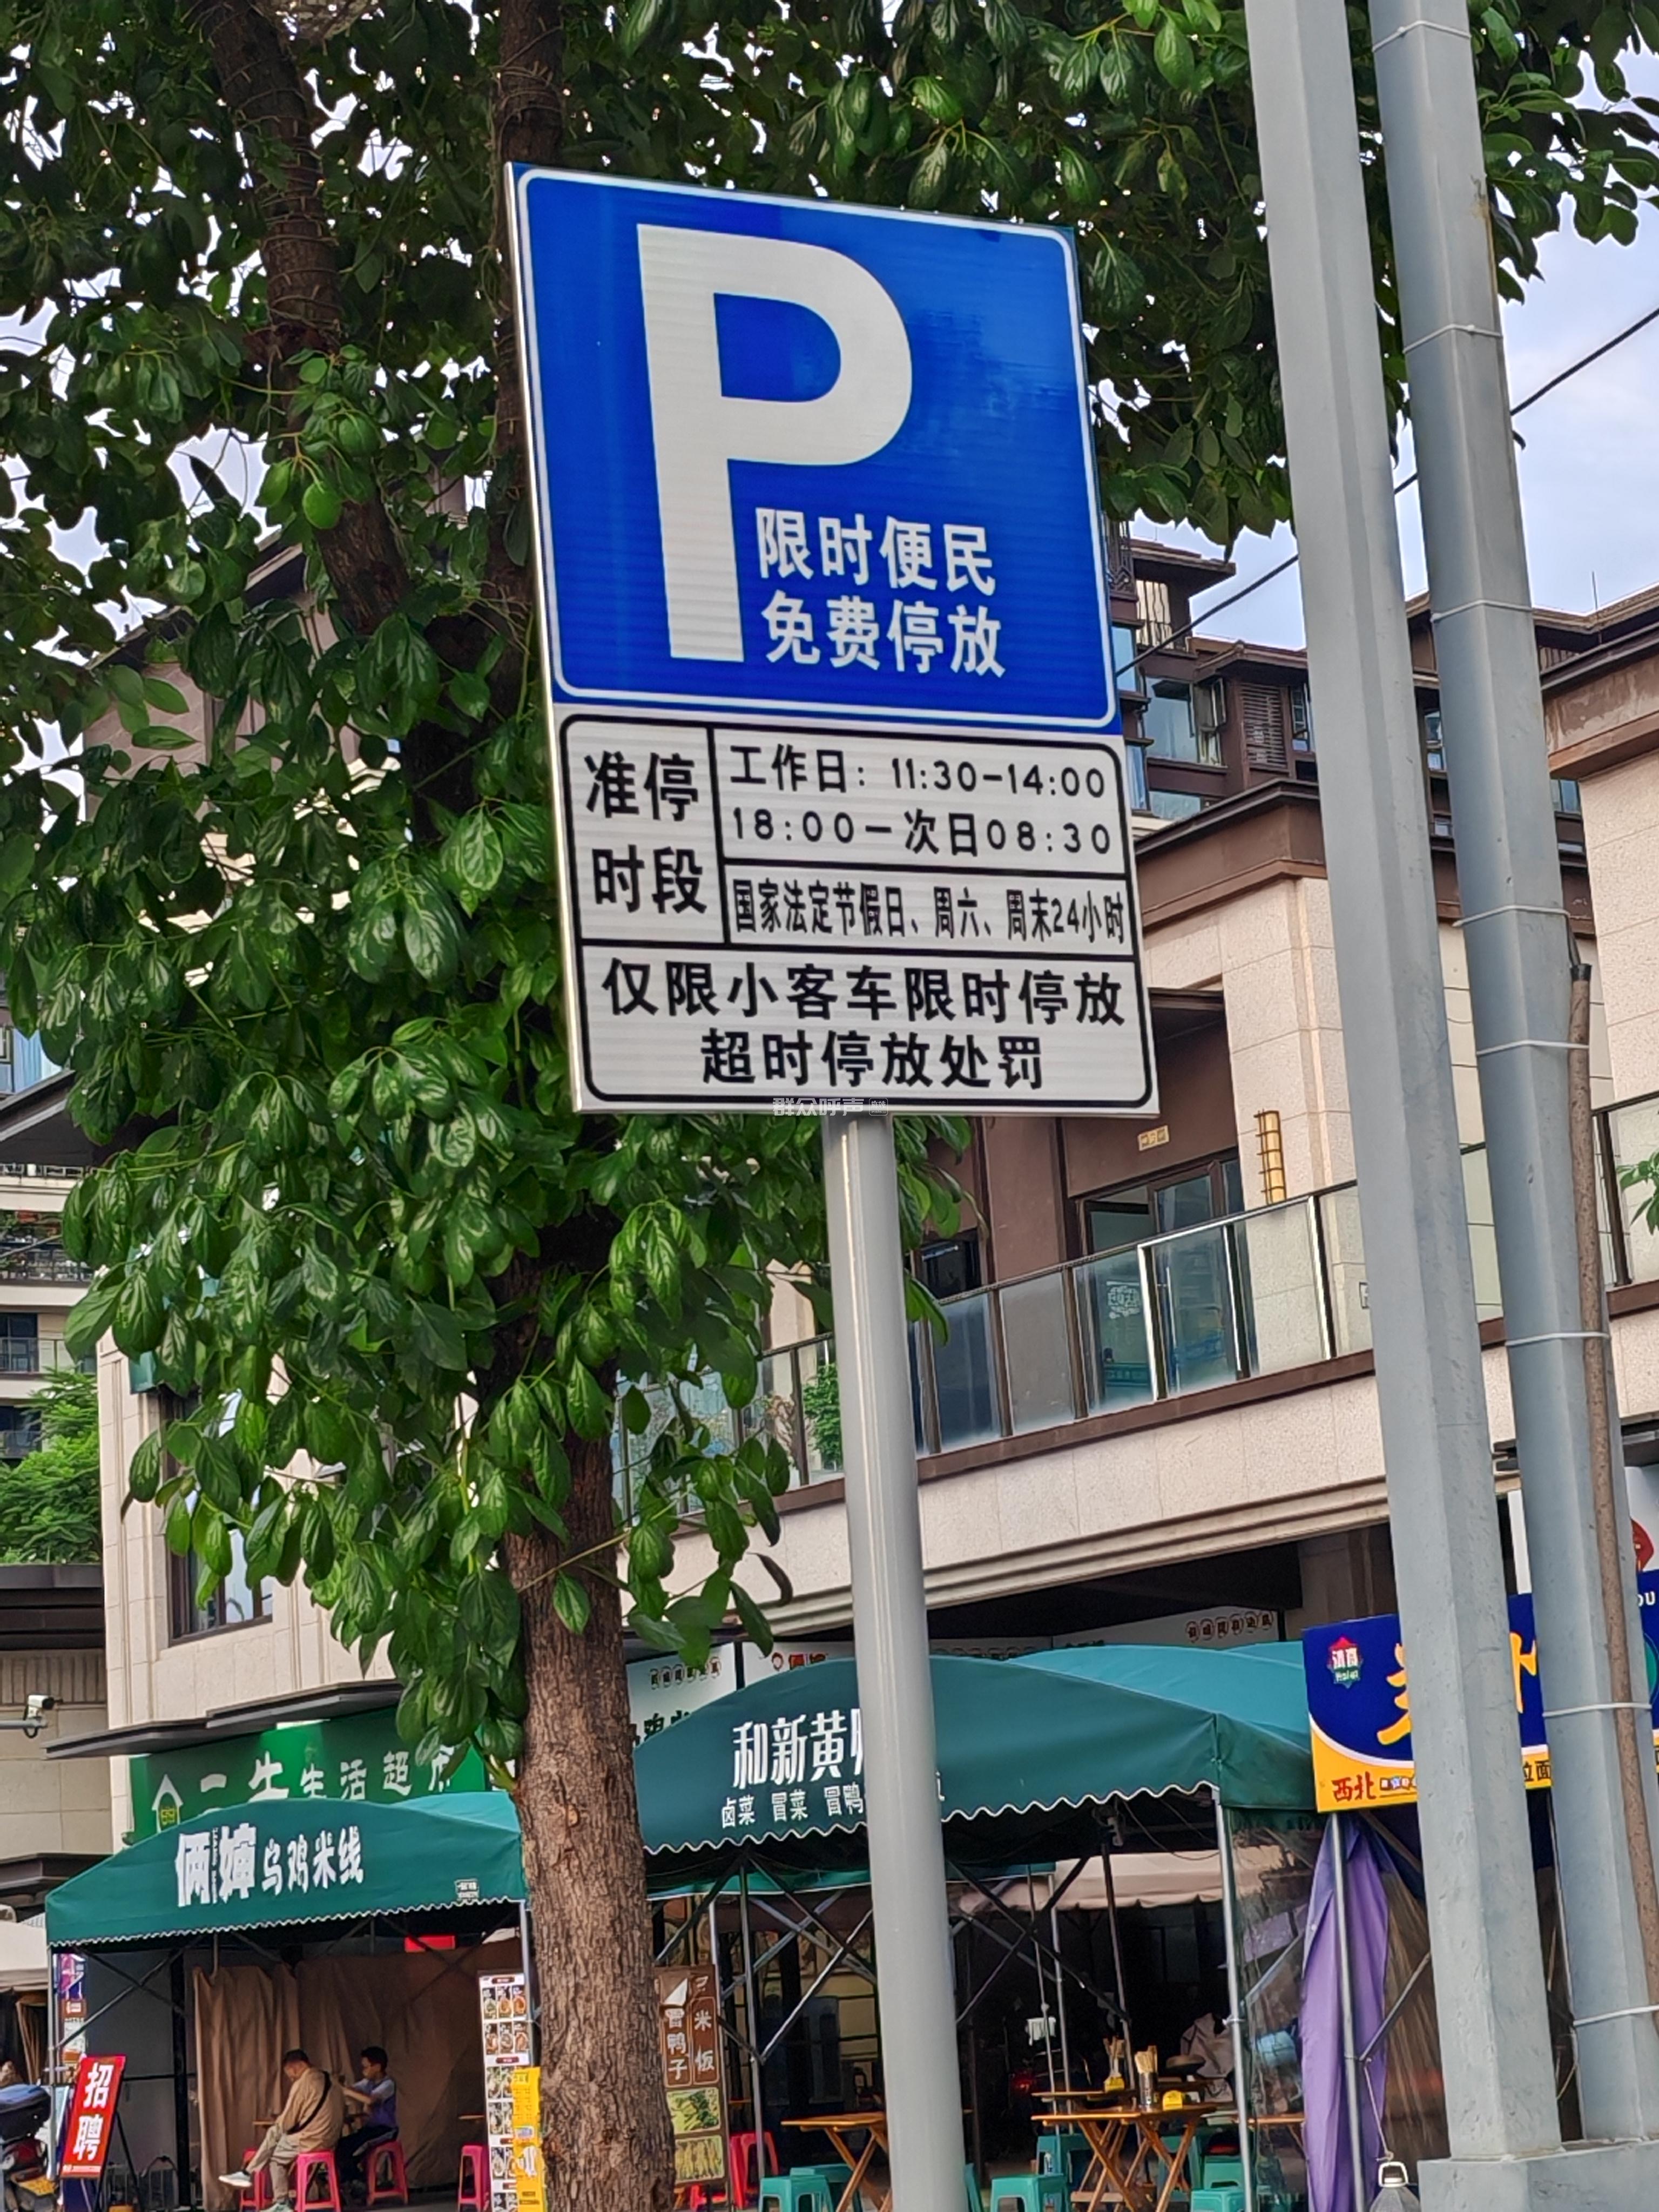 P
限时便民
免费停放
准停
时段
工作日：11:30-14:00
18:00-次日08:30
国家法定节假日、周六、周末24小时
仅限小客车限时停放
超时停放处罚
群众呼声
生活超
和新黄
卤菜 冒菜 冒鸭
俩婶乌鸡米线
西北
拉面
招聘
冒鸭子
米饭